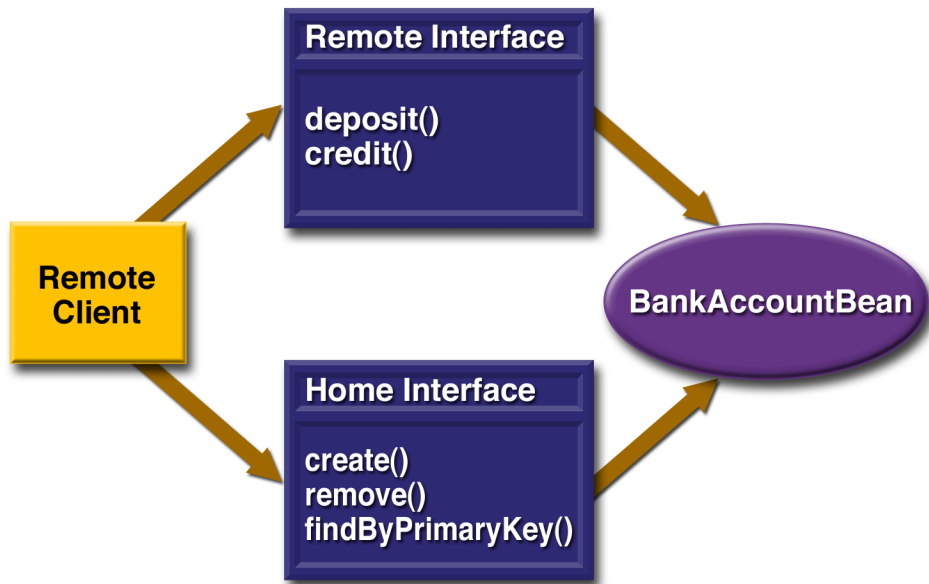 Remote Interface
deposit()
credit()
Remote
Client
BankAccountBean
Home Interface
create()
remove()
findByPrimaryKey()